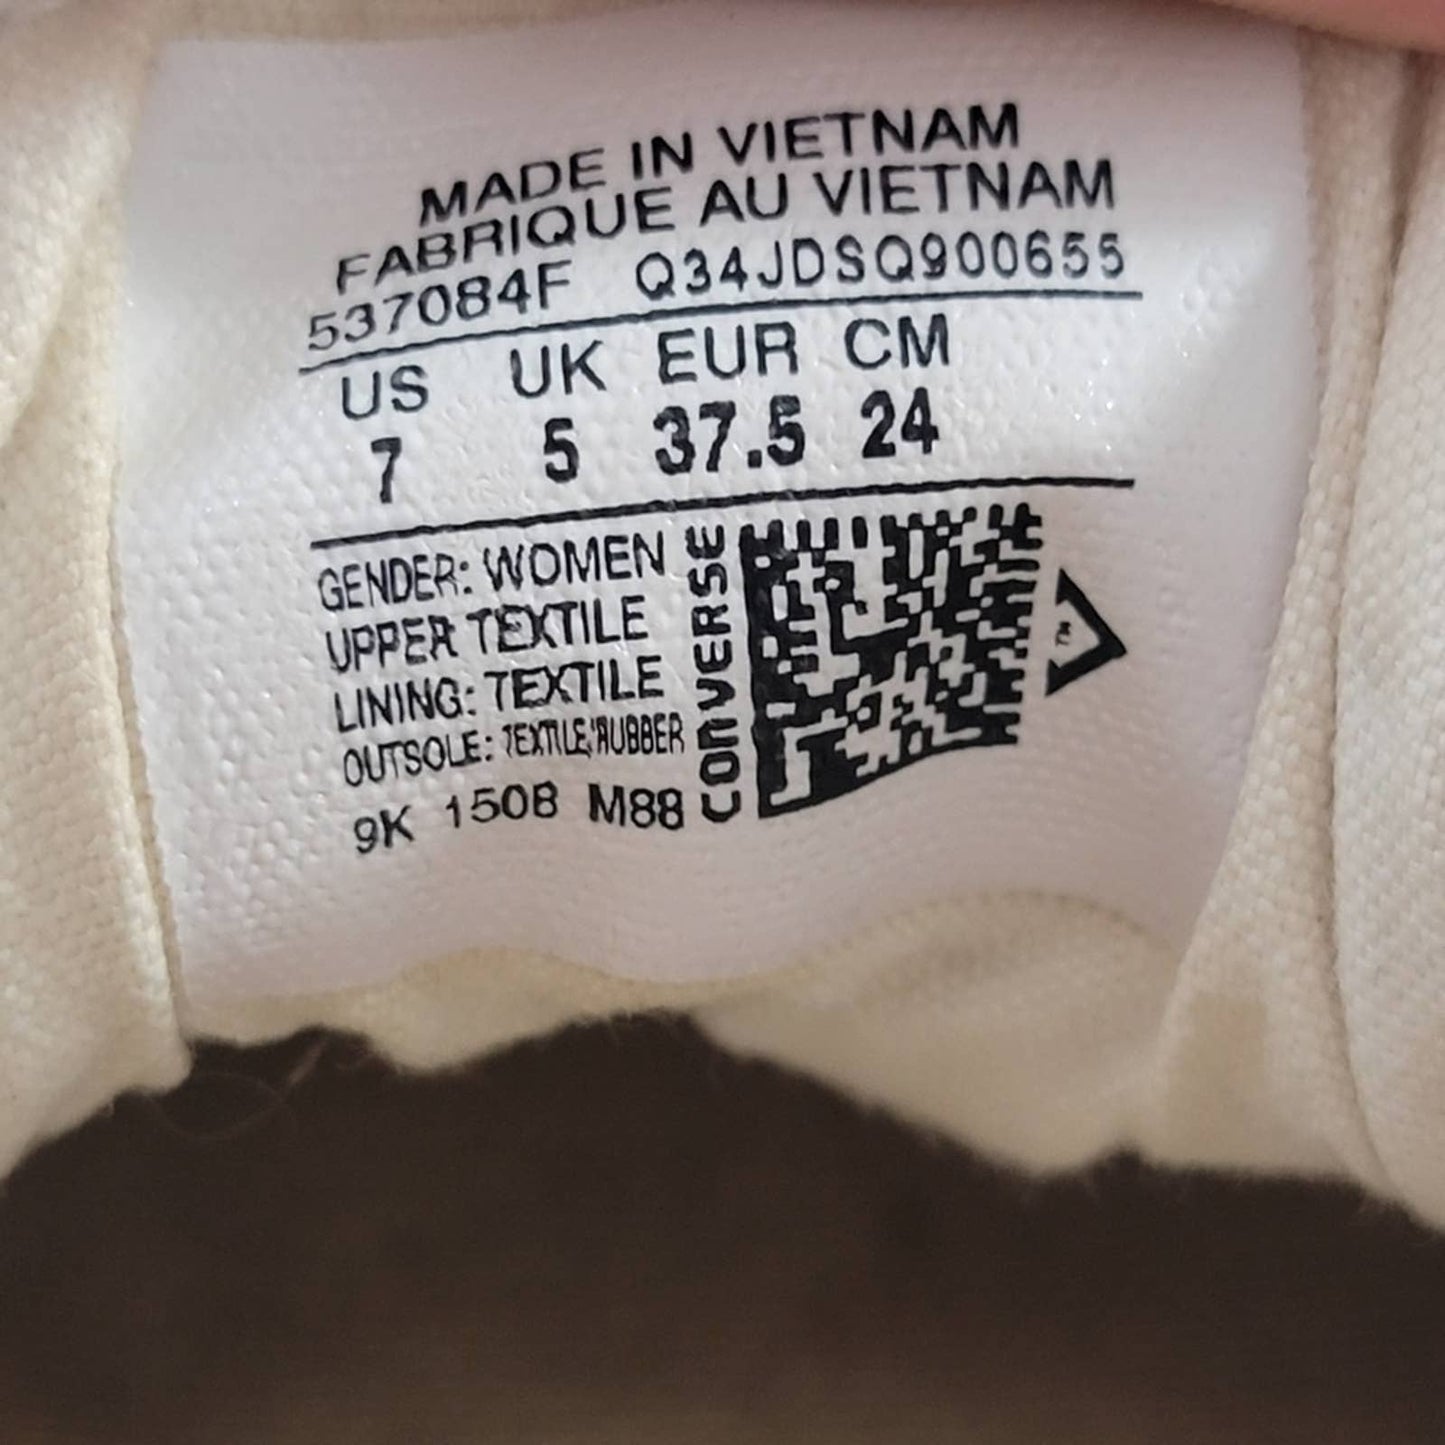 MADE IN VIETNAM
FABRIQUE AU VIETNAM
537084F Q34JDSQ900655
US UK EUR CM
7 5 37.5 24
GENDER: WOMEN
UPPER TEXTILE
LINING: TEXTILE
OUTSOLE: TEXTILE/RUBBER
9K 1508 M88
CONVERSE